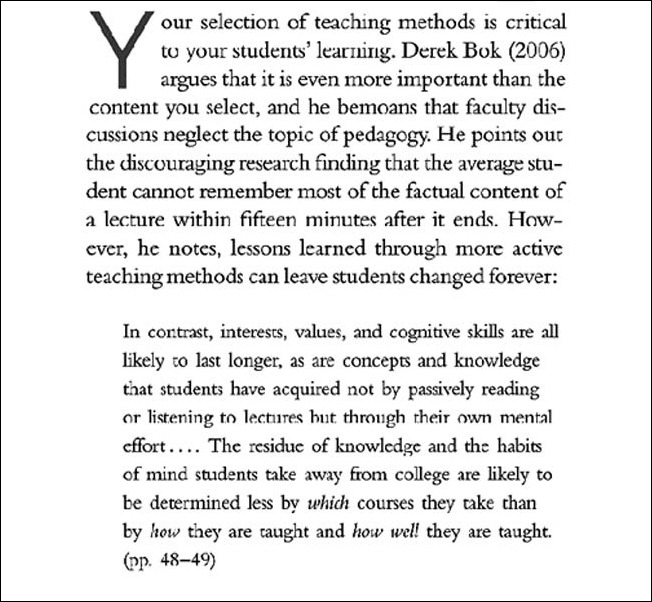 Your selection of teaching methods is critical
to your students' learning. Derek Bok (2006)
argues that it is even more important than the
content you select, and he bemoans that faculty dis-
cussions neglect the topic of pedagogy. He points out
the discouraging research finding that the average stu-
dent cannot remember most of the factual content of
a lecture within fifteen minutes after it ends. How-
ever, he notes, lessons learned through more active
teaching methods can leave students changed forever:
In contrast, interests, values, and cognitive skills are all
likely to last longer, as are concepts and knowledge
that students have acquired not by passively reading
or listening to lectures but through their own mental
effort.... The residue of knowledge and the habits
of mind students take away from college are likely to
be determined less by which courses they take than
by how they are taught and how well they are taught.
(pp. 48–49)